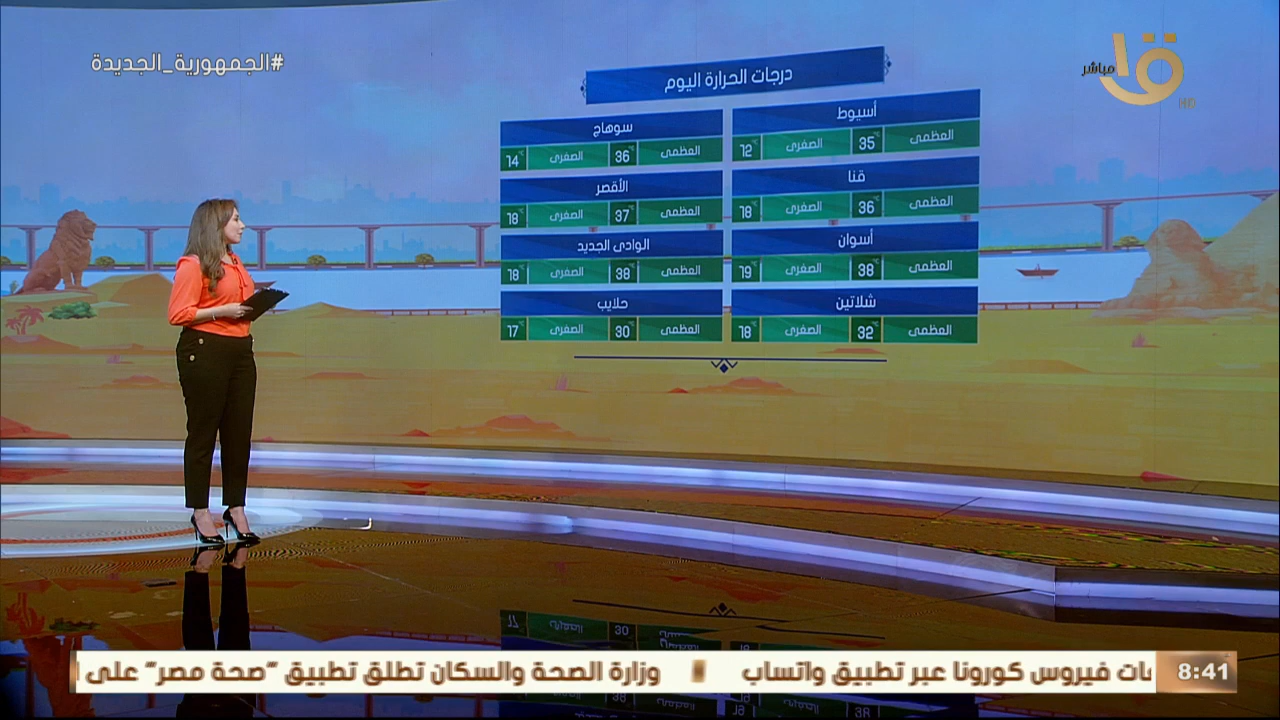 #الجمهورية_الجديدة
مباشر
HD
درجات الحرارة اليوم
أسيوط
العظمى 35 الصغرى 12
سوهاج
العظمى 36 الصغرى 14
قنا
العظمى 36 الصغرى 18
الأقصر
العظمى 37 الصغرى 18
أسوان
العظمى 38 الصغرى 19
الوادى الجديد
العظمى 38 الصغرى 18
شلاتين
العظمى 32 الصغرى 18
حلايب
العظمى 30 الصغرى 17
8:41
فيروس كورونا عبر تطبيق واتساب
وزارة الصحة والسكان تطلق تطبيق "صحة مصر" على